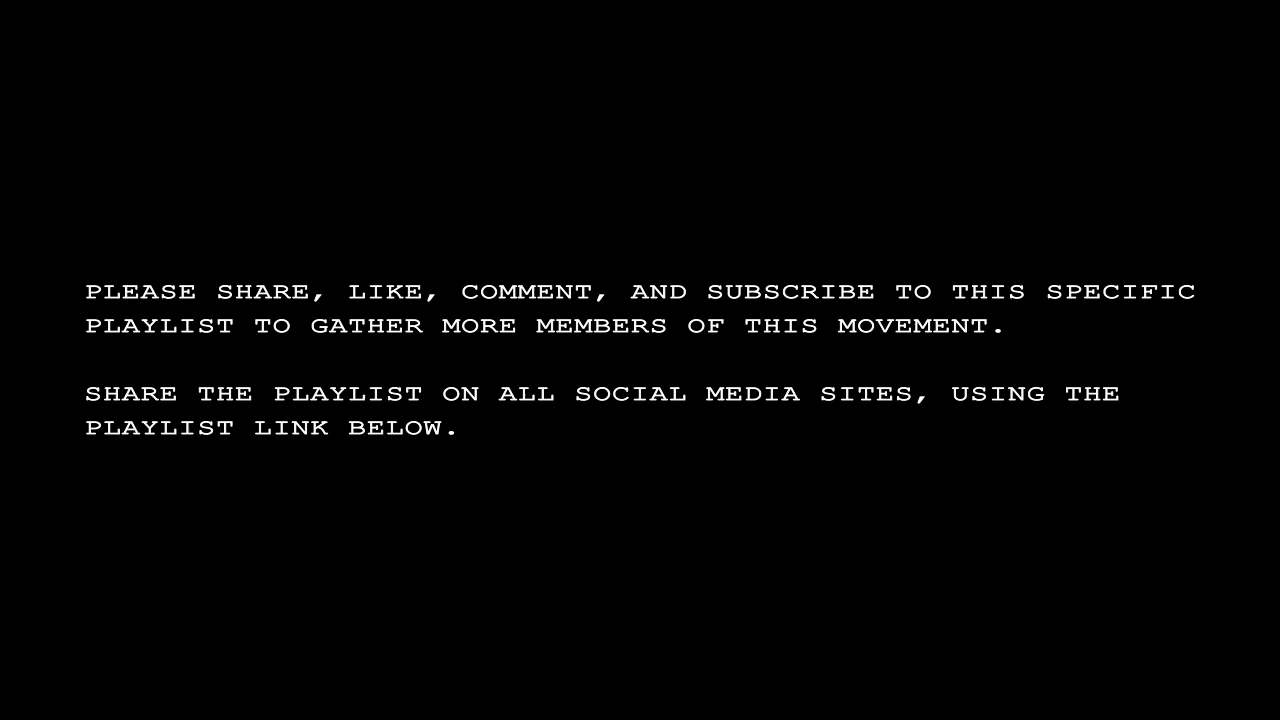 PLEASE SHARE, LIKE, COMMENT, AND SUBSCRIBE TO THIS SPECIFIC
PLAYLIST TO GATHER MORE MEMBERS OF THIS MOVEMENT.
SHARE THE PLAYLIST ON ALL SOCIAL MEDIA SITES, USING THE
PLAYLIST LINK BELOW.